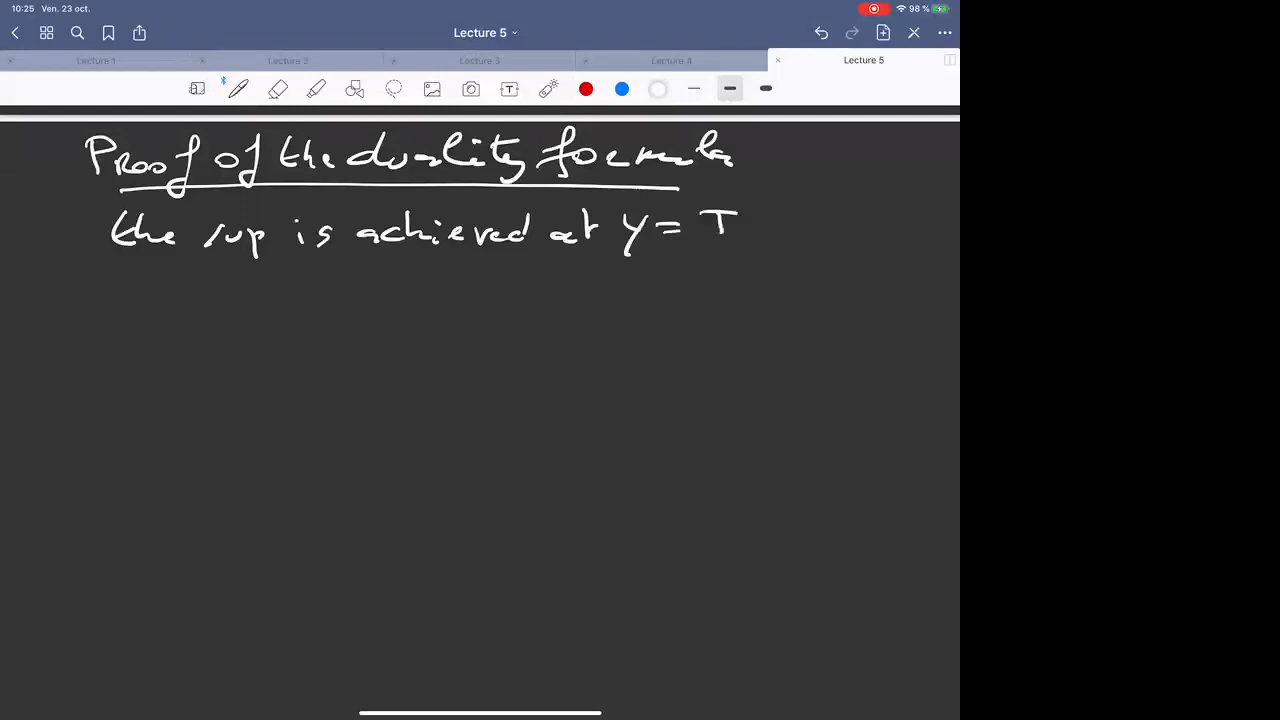 10:25 Ven. 23 oct. 98 %
Lecture 5
Lecture 1 Lecture 2 Lecture 3 Lecture 4 Lecture 5
Proof of the duality formula
the sup is achieved at Y = T